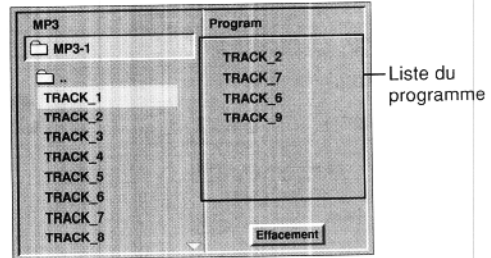 MP3
MP3-1
..
TRACK_1
TRACK_2
TRACK_3
TRACK_4
TRACK_5
TRACK_6
TRACK_7
TRACK_8
Program
TRACK_2
TRACK_7
TRACK_6
TRACK_9
Effacement
Liste du
programme